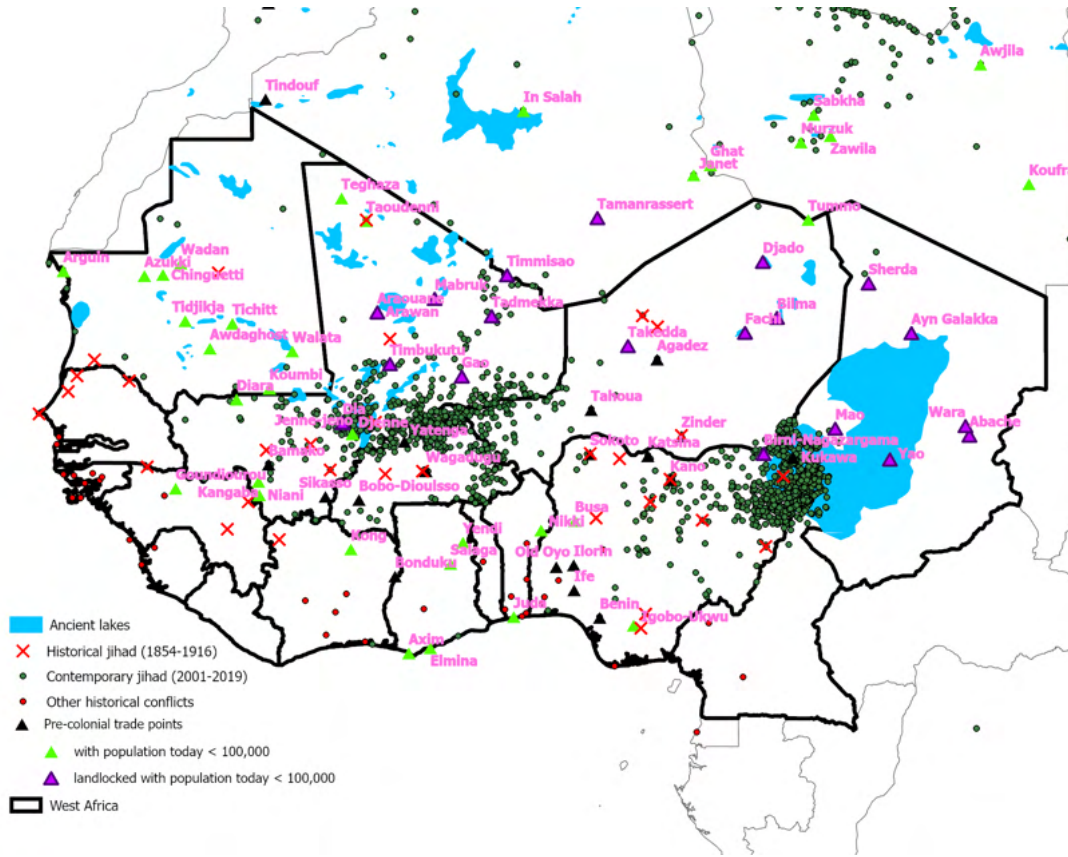 Tindouf
In Salah
Awjila
Sabkha
Murzuk
Zawila
Ghat
Janet
Koufra
Teghaza
Taoudenni
Tamanrassert
Tummo
Arguin
Wadan
Azukki
Chinguetti
Timmisao
Djado
Sherda
Mabruk
Araouane
Arawan
Tadmekka
Bilma
Fachi
Tidjikja
Tichitt
Awdaghost
Walata
Takedda
Agadez
Ayn Galakka
Timbukutu
Gao
Koumbi
Diara
Tahoua
Dia
Jenne-jeno
Djenne
Yatenga
Zinder
Mao
Wara
Abache
Bamako
Wagadugu
Sokoto
Katsina
Birni-Ngazargama
Kukawa
Yao
Goundiourou
Kangaba
Niani
Sikasso
Bobo-Dioulsso
Kano
Busa
Nikki
Kong
Yendi
Salaga
Bonduku
Old Oyo
Ilorin
Ife
Juda
Benin
Igobo-Ukwu
Axim
Elmina
Ancient lakes
Historical jihad (1854-1916)
Contemporary jihad (2001-2019)
Other historical conflicts
Pre-colonial trade points
with population today < 100,000
landlocked with population today < 100,000
West Africa